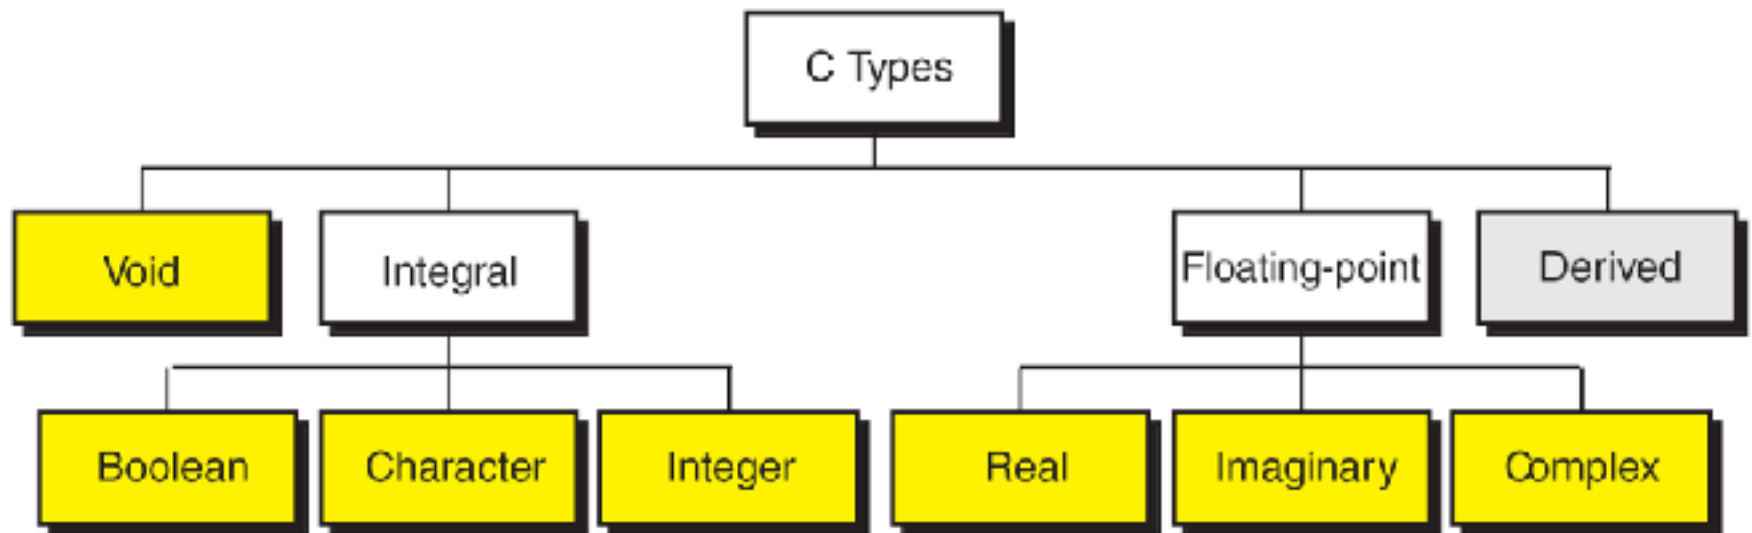 C Types
Void
Integral
Floating-point
Derived
Boolean
Character
Integer
Real
Imaginary
Complex